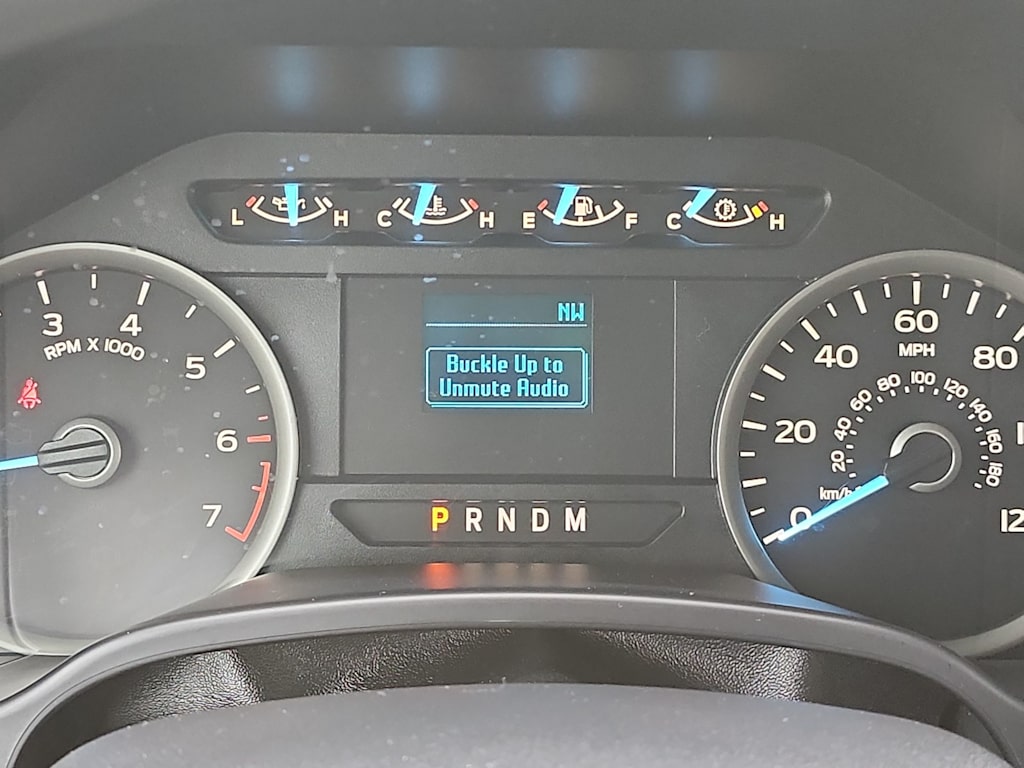 L H C H E F C F H
NW
Buckle Up to
Unmute Audio
3 4 5 6 7
RPM X 1000
P R N D M
0 20 40 60 80
MPH
20 40 60 80 100 120 140 160 180
km/h